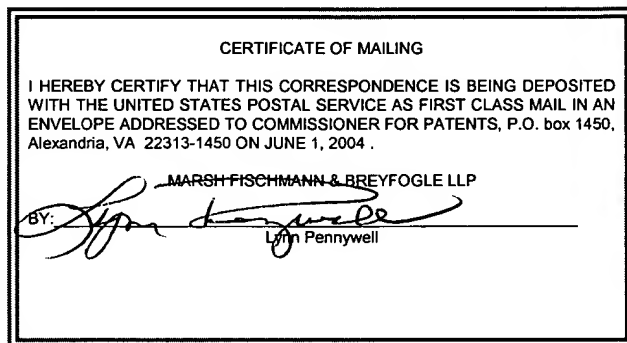 CERTIFICATE OF MAILING
I HEREBY CERTIFY THAT THIS CORRESPONDENCE IS BEING DEPOSITED
WITH THE UNITED STATES POSTAL SERVICE AS FIRST CLASS MAIL IN AN
ENVELOPE ADDRESSED TO COMMISSIONER FOR PATENTS, P.O. box 1450,
Alexandria, VA 22313-1450 ON JUNE 1, 2004 .
MARSH FISCHMANN & BREYFOGLE LLP
BY: Lynn Pennywell
Lynn Pennywell